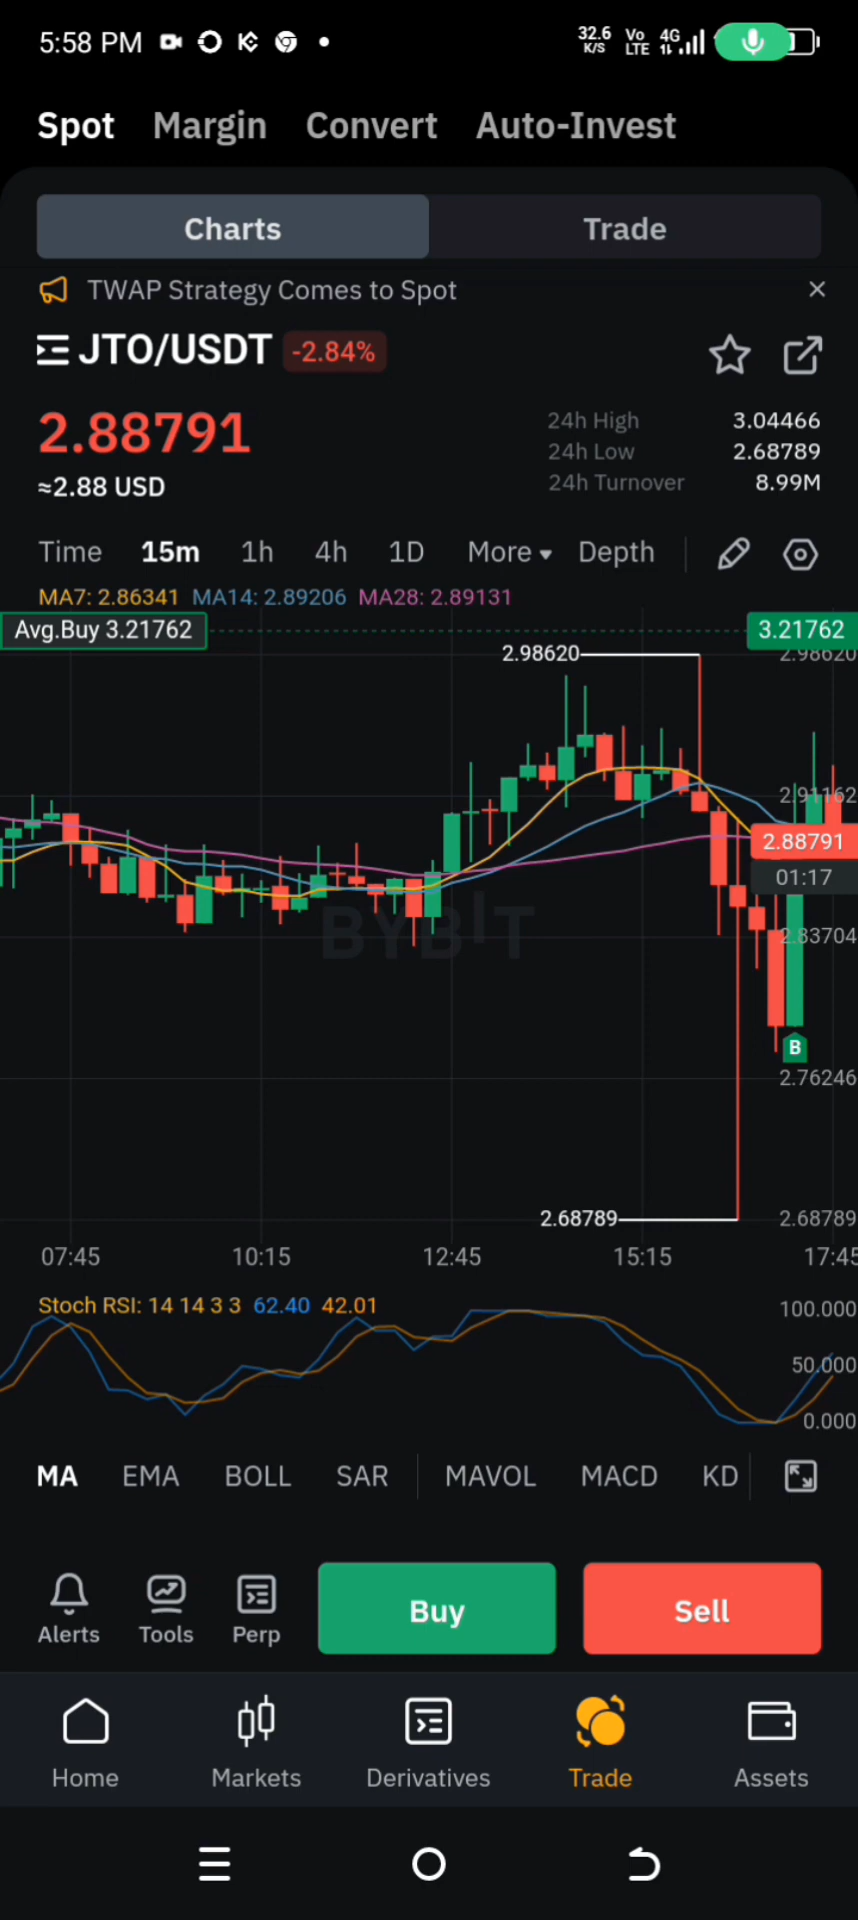 5:58 PM
32.6 K/S Vo LTE 4G
Spot Margin Convert Auto-Invest
Charts Trade
TWAP Strategy Comes to Spot
JTO/USDT -2.84%
2.88791
≈2.88 USD
24h High 3.04466
24h Low 2.68789
24h Turnover 8.99M
Time 15m 1h 4h 1D More Depth
MA7: 2.86341 MA14: 2.89206 MA28: 2.89131
Avg.Buy 3.21762 3.21762
2.98620 2.98620
2.91162
2.88791
01:17
BYBIT
2.83704
B
2.76246
2.68789 2.68789
07:45 10:15 12:45 15:15 17:45
Stoch RSI: 14 14 3 3 62.40 42.01 100.000
50.000
0.000
MA EMA BOLL SAR MAVOL MACD KD
Alerts Tools Perp Buy Sell
Home Markets Derivatives Trade Assets